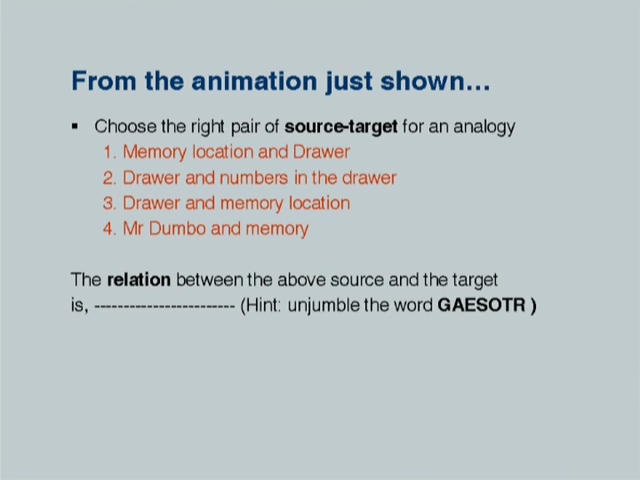 From the animation just shown...
▪ Choose the right pair of source-target for an analogy
1. Memory location and Drawer
2. Drawer and numbers in the drawer
3. Drawer and memory location
4. Mr Dumbo and memory
The relation between the above source and the target
is, ------------------------ (Hint: unjumble the word GAESOTR )